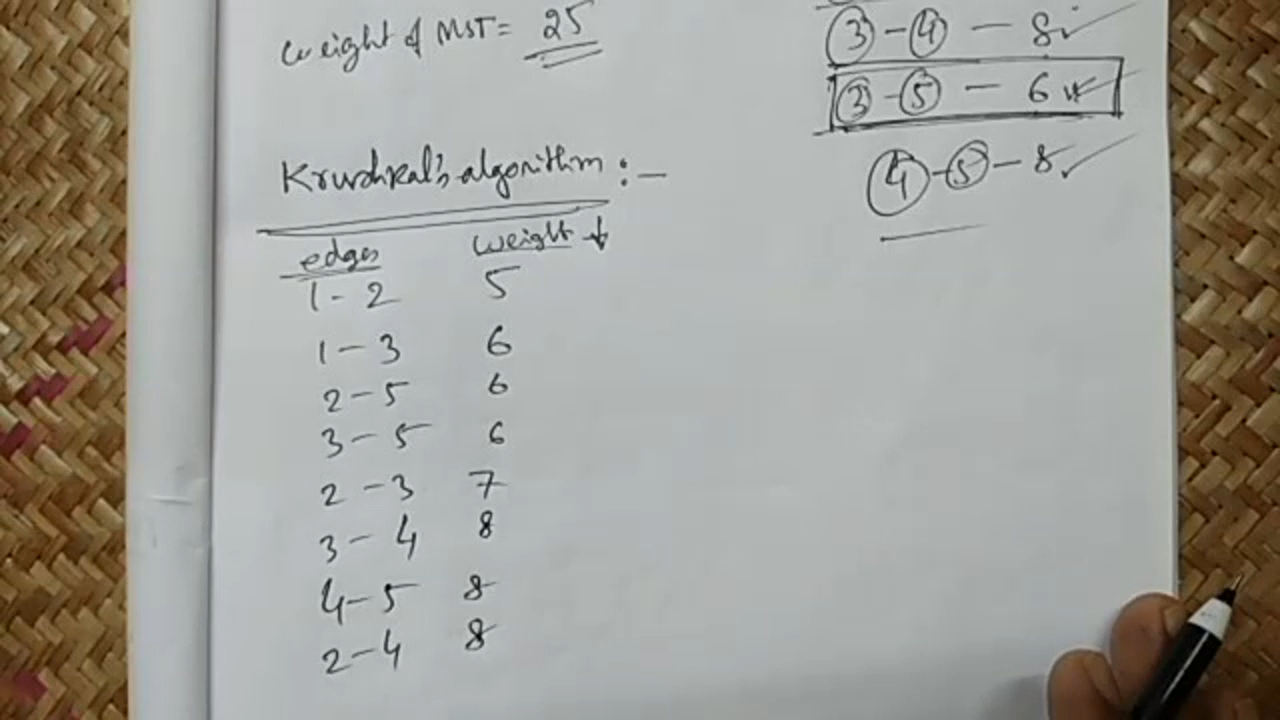 weight of MST = 25
3 - 4 - 8 ✓
3 - 5 - 6
4 - 5 - 8 ✓
Krushkal's algorithm :-
edges weight ↓
1 - 2 5
1 - 3 6
2 - 5 6
3 - 5 6
2 - 3 7
3 - 4 8
4 - 5 8
2 - 4 8